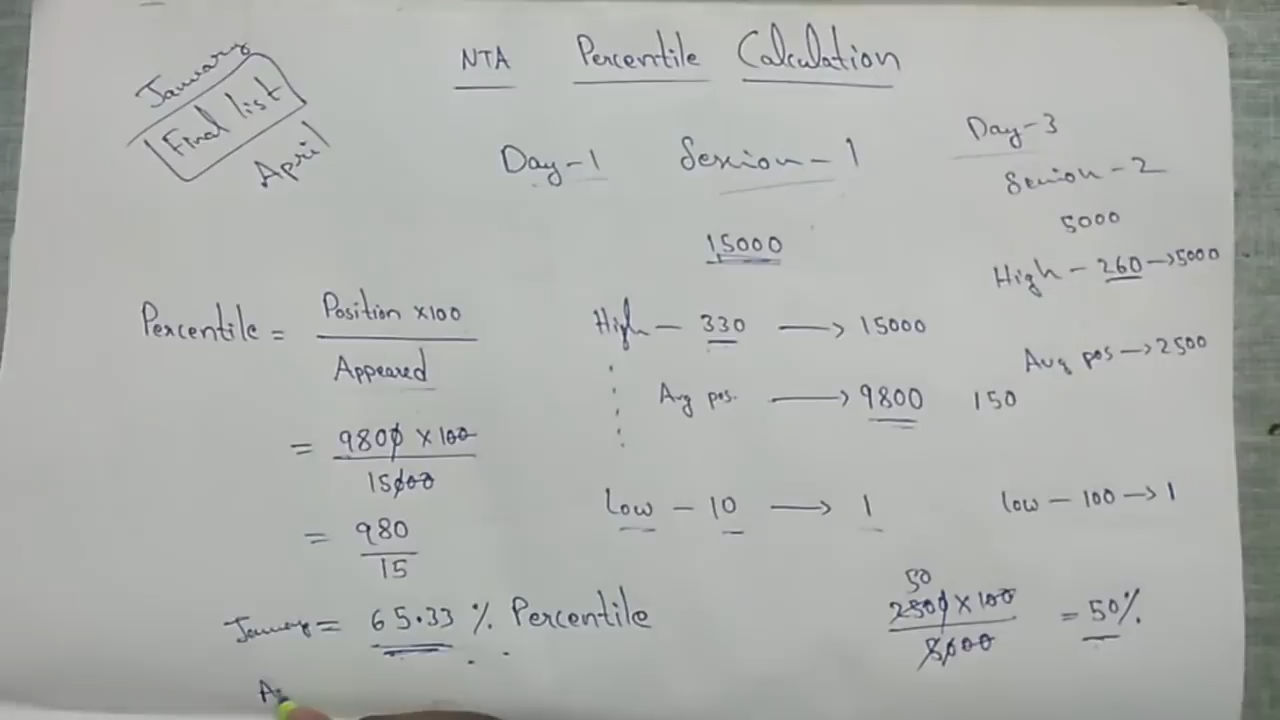 January
Final list
April
NTA Percentile Calculation
Day-1 Session-1
15000
High - 330 → 15000
Avg pos. → 9800 150
Low - 10 → 1
Day-3
Session-2
5000
High - 260 → 5000
Avg pos → 2500
Low - 100 → 1
Percentile = Position ×100
Appeared
= 9800 × 100
15000
= 980
15
January = 65.33 % Percentile
50
2500 × 100
5000
= 50%
A